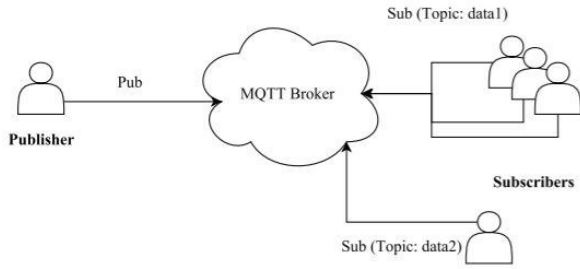 Sub (Topic: data1)
Pub
MQTT Broker
Publisher
Subscribers
Sub (Topic: data2)